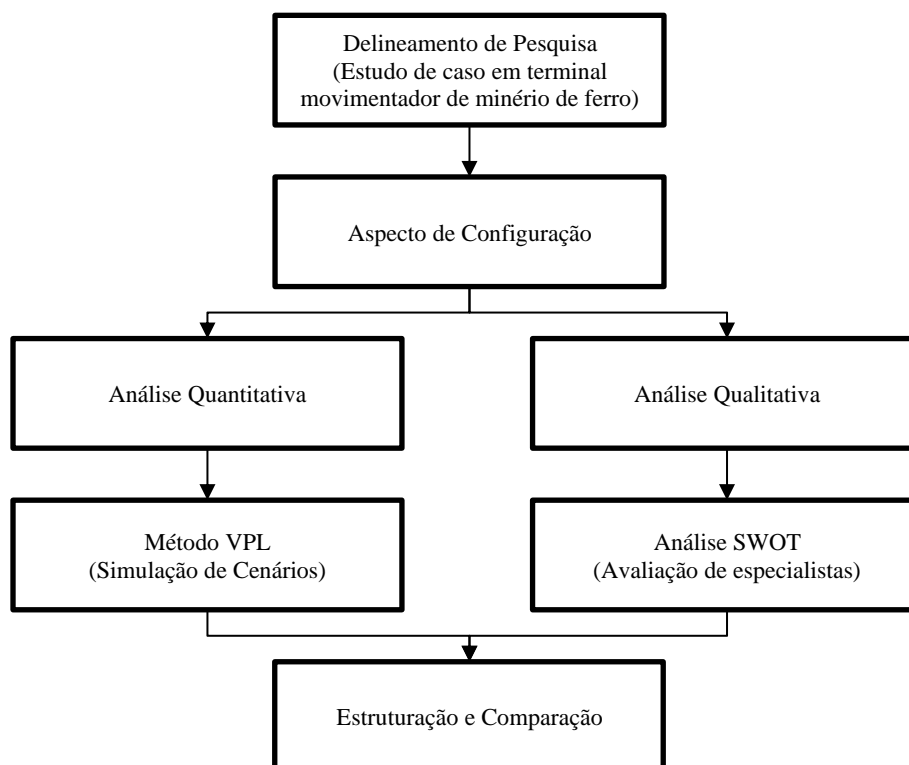 Delineamento de Pesquisa
(Estudo de caso em terminal
movimentador de minério de ferro)
Aspecto de Configuração
Análise Quantitativa
Análise Qualitativa
Método VPL
(Simulação de Cenários)
Análise SWOT
(Avaliação de especialistas)
Estruturação e Comparação